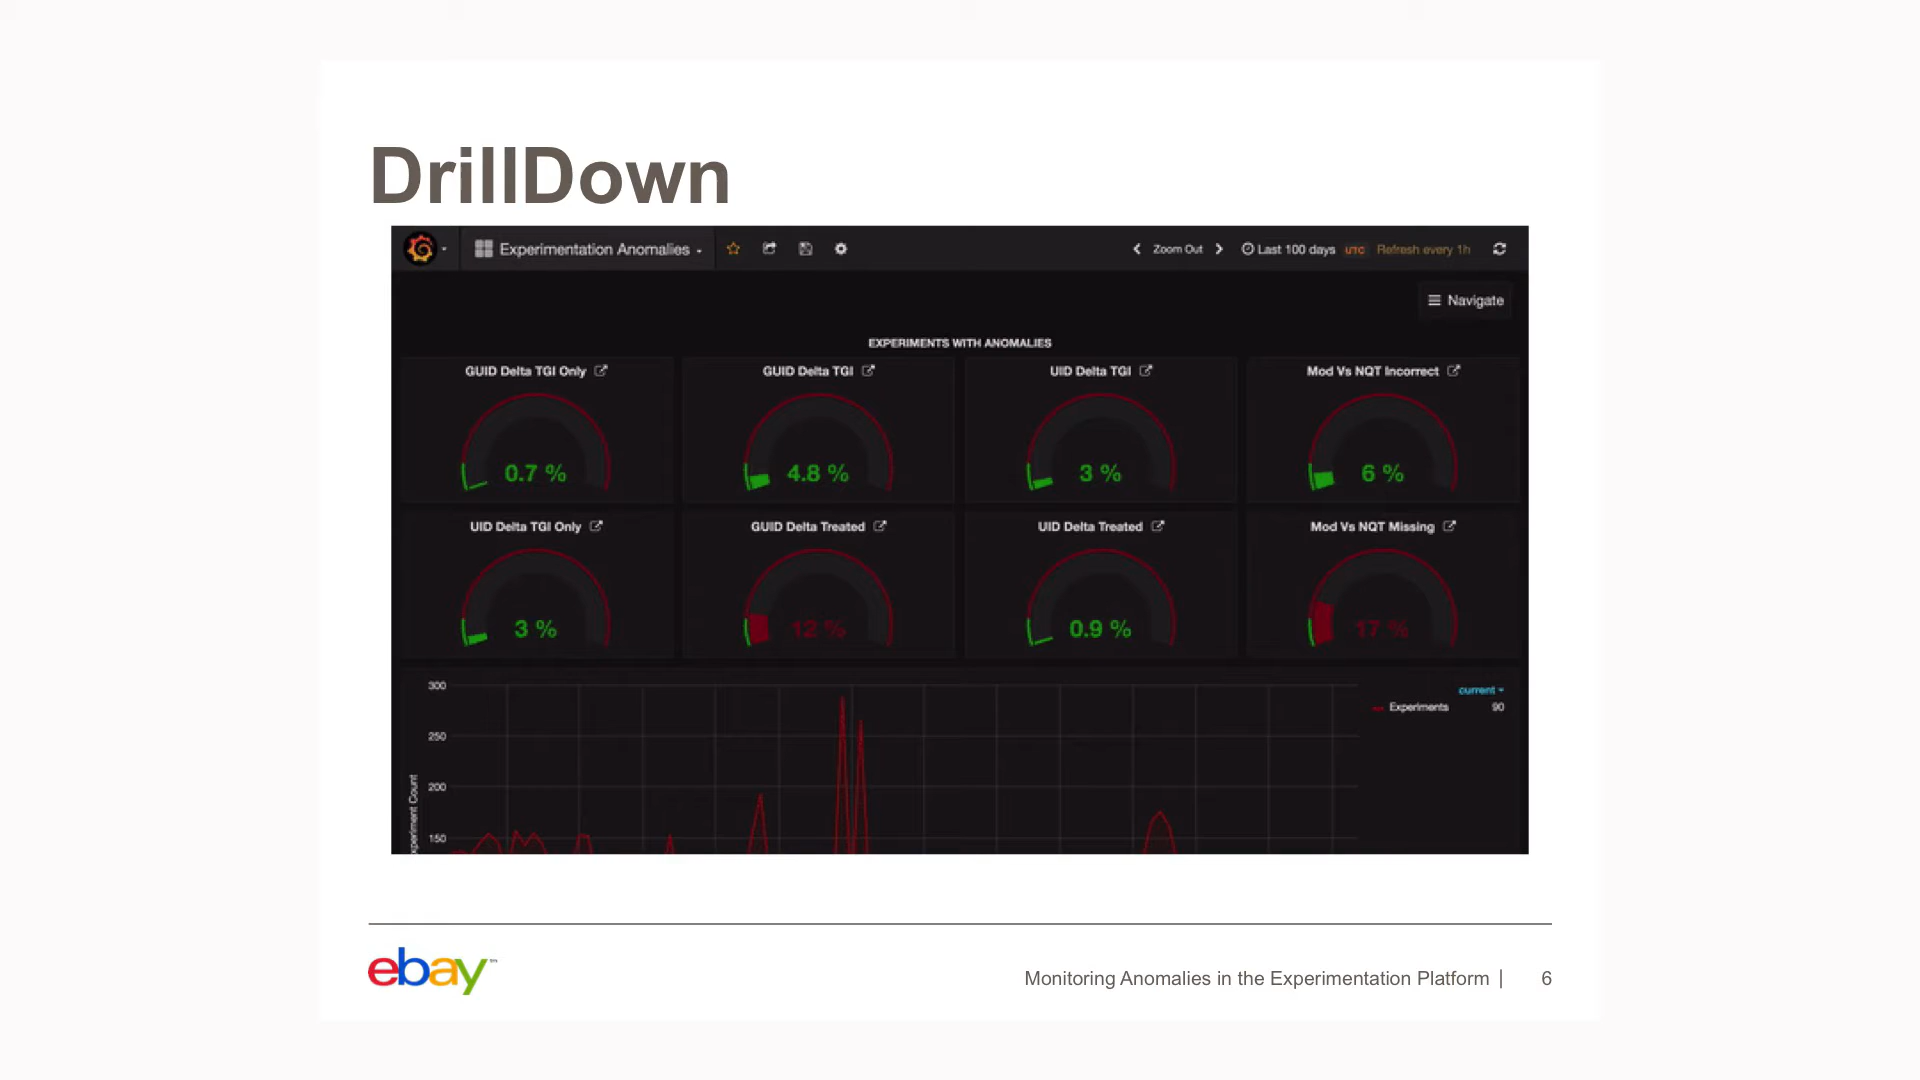 DrillDown
Experimentation Anomalies
Zoom Out
Last 100 days UTC Refresh every 1h
Navigate
EXPERIMENTS WITH ANOMALIES
GUID Delta TGI Only
GUID Delta TGI
UID Delta TGI
Mod Vs NQT Incorrect
0.7 %
4.8 %
3 %
6 %
UID Delta TGI Only
GUID Delta Treated
UID Delta Treated
Mod Vs NQT Missing
3 %
12 %
0.9 %
17 %
300
250
200
150
current
Experiments 90
ebay™
Monitoring Anomalies in the Experimentation Platform | 6